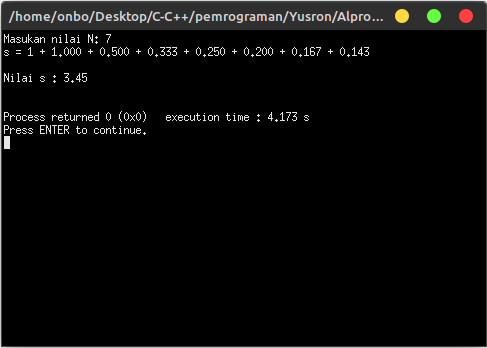 /home/onbo/Desktop/C-C++/pemrograman/Yusron/Alpro...
Masukan nilai N: 7
s = 1 + 1.000 + 0.500 + 0.333 + 0.250 + 0.200 + 0.167 + 0.143
Nilai s : 3.45
Process returned 0 (0x0)   execution time : 4.173 s
Press ENTER to continue.